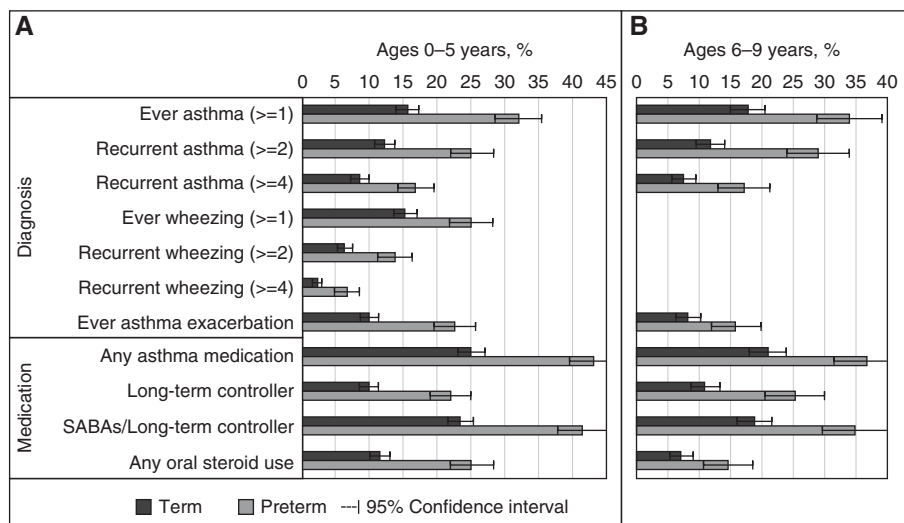 A
Ages 0–5 years, %
0 5 10 15 20 25 30 35 40 45
B
Ages 6–9 years, %
0 5 10 15 20 25 30 35 40
Diagnosis
Ever asthma (>=1)
Recurrent asthma (>=2)
Recurrent asthma (>=4)
Ever wheezing (>=1)
Recurrent wheezing (>=2)
Recurrent wheezing (>=4)
Ever asthma exacerbation
Medication
Any asthma medication
Long-term controller
SABAs/Long-term controller
Any oral steroid use
Term Preterm 95% Confidence interval